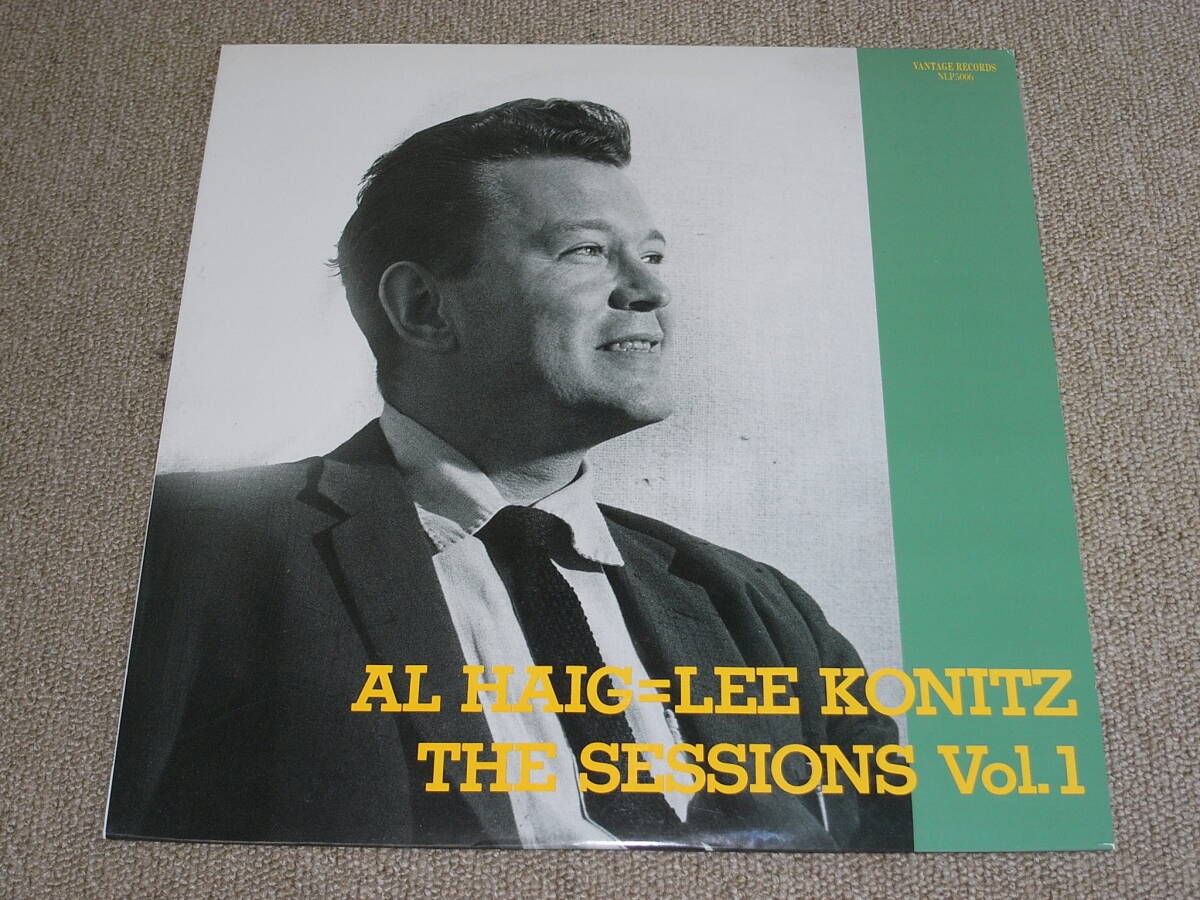 VANTAGE RECORDS
NLP5006
AL HAIG=LEE KONITZ
THE SESSIONS Vol.1